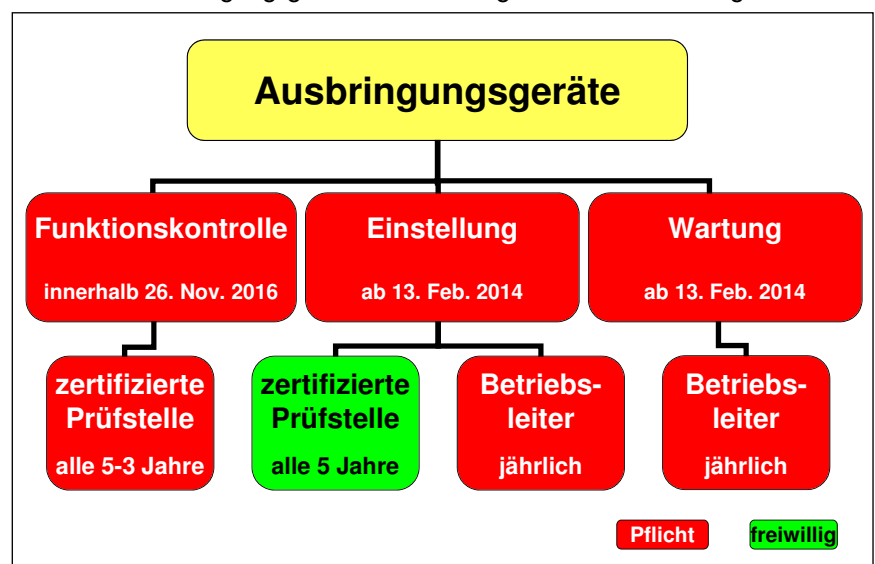 Ausbringungsgeräte
Funktionskontrolle
innerhalb 26. Nov. 2016
Einstellung
ab 13. Feb. 2014
Wartung
ab 13. Feb. 2014
zertifizierte
Prüfstelle
alle 5-3 Jahre
zertifizierte
Prüfstelle
alle 5 Jahre
Betriebs-
leiter
jährlich
Betriebs-
leiter
jährlich
Pflicht
freiwillig